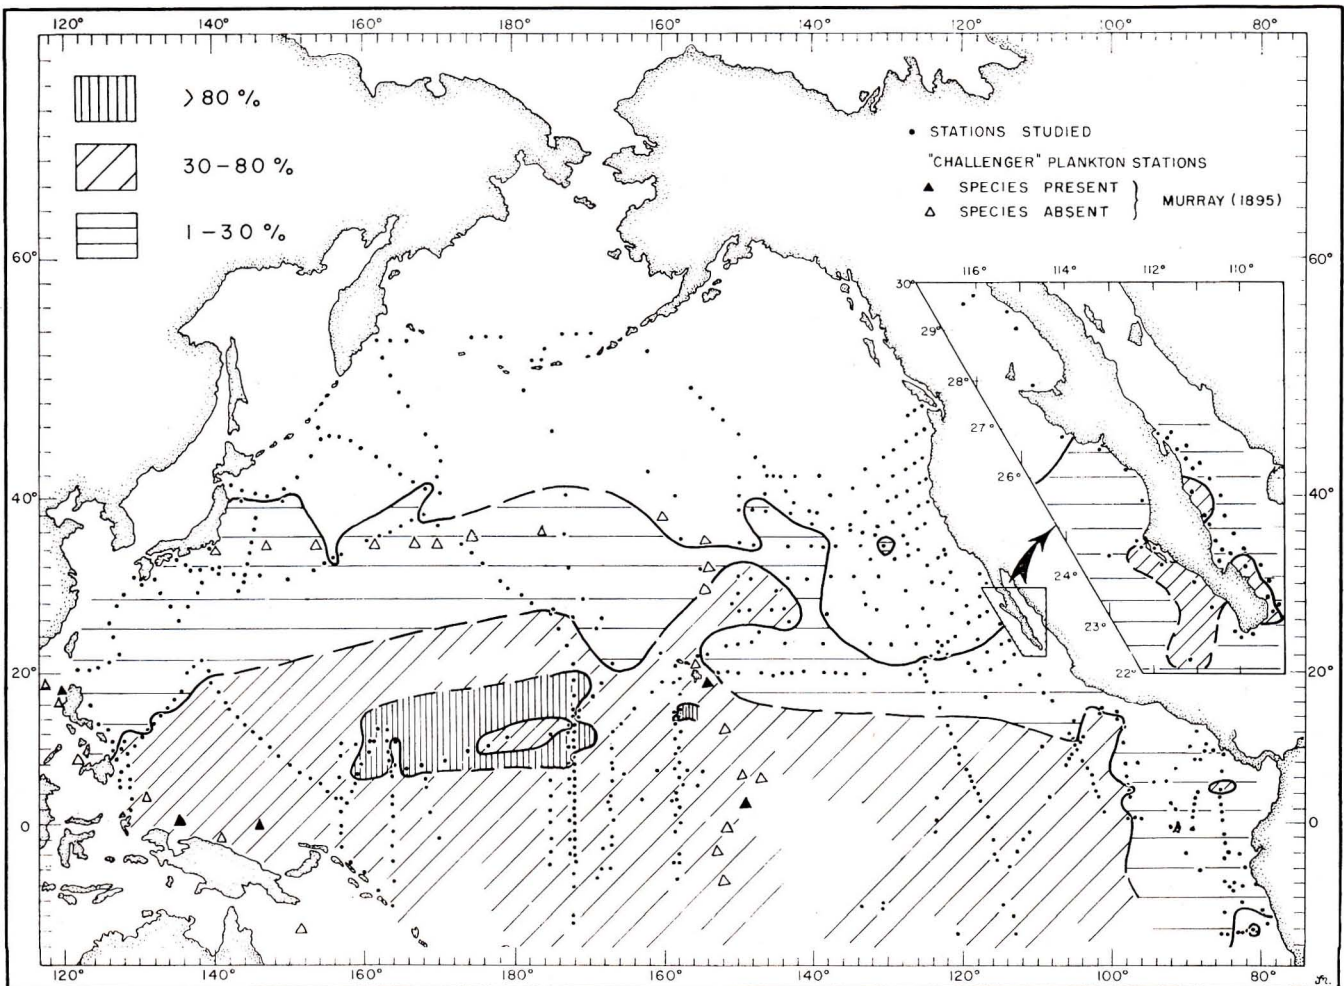 120° 140° 160° 180° 160° 140° 120° 100° 80°
>80 %
30-80 %
1-30 %
• STATIONS STUDIED
"CHALLENGER" PLANKTON STATIONS
▲ SPECIES PRESENT
△ SPECIES ABSENT
MURRAY (1895)
60° 60°
116° 114° 112° 110°
30°
29°
28°
27°
26°
24°
23°
22°
40° 40°
20° 20°
0 0
120° 140° 160° 180° 160° 140° 120° 100° 80°